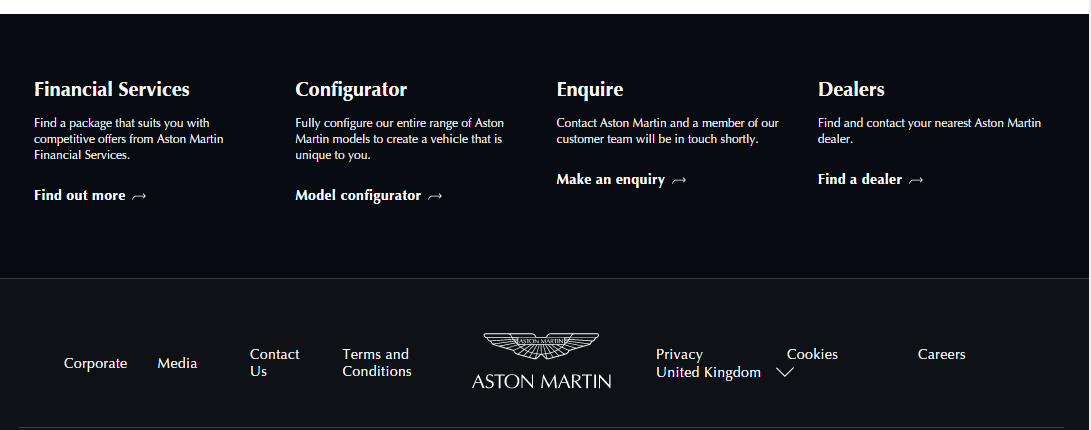 Financial Services
Find a package that suits you with
competitive offers from Aston Martin
Financial Services.
Find out more
Configurator
Fully configure our entire range of Aston
Martin models to create a vehicle that is
unique to you.
Model configurator
Enquire
Contact Aston Martin and a member of our
customer team will be in touch shortly.
Make an enquiry
Dealers
Find and contact your nearest Aston Martin
dealer.
Find a dealer
Corporate
Media
Contact
Us
Terms and
Conditions
ASTON MARTIN
ASTON MARTIN
Privacy
United Kingdom
Cookies
Careers